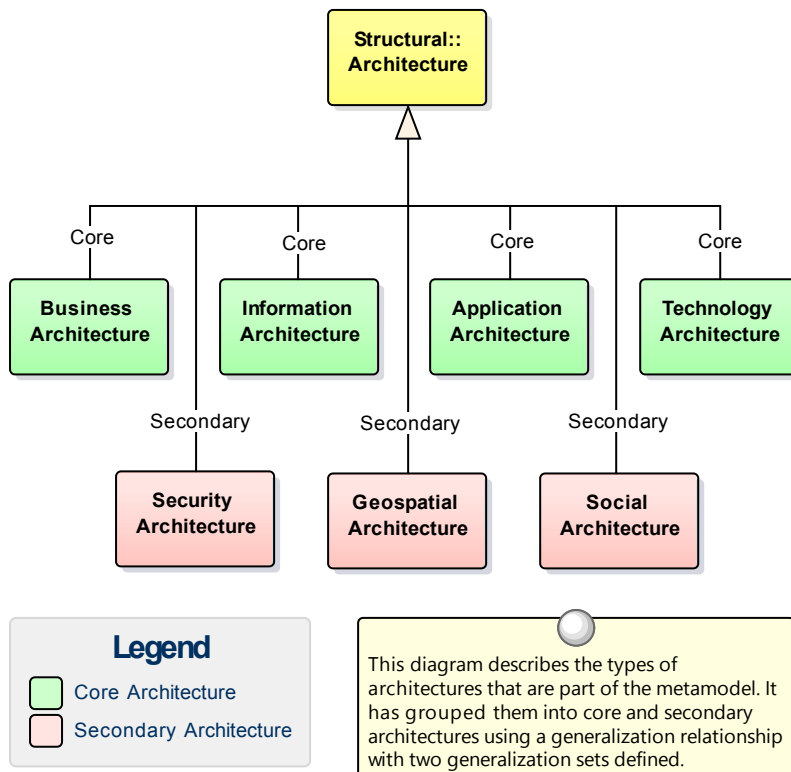 Structural::
Architecture
Core
Core
Core
Core
Business
Architecture
Information
Architecture
Application
Architecture
Technology
Architecture
Secondary
Secondary
Secondary
Security
Architecture
Geospatial
Architecture
Social
Architecture
Legend
Core Architecture
Secondary Architecture
This diagram describes the types of
architectures that are part of the metamodel. It
has grouped them into core and secondary
architectures using a generalization relationship
with two generalization sets defined.